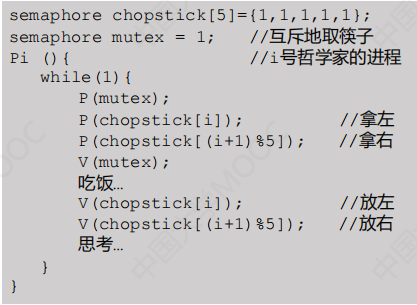 semaphore chopstick[5]={1,1,1,1,1};
semaphore mutex = 1; //互斥地取筷子
Pi (){ //i号哲学家的进程
while(1){
P(mutex);
P(chopstick[i]); //拿左
P(chopstick[(i+1)%5]); //拿右
V(mutex);
吃饭…
V(chopstick[i]); //放左
V(chopstick[(i+1)%5]); //放右
思考…
}
}